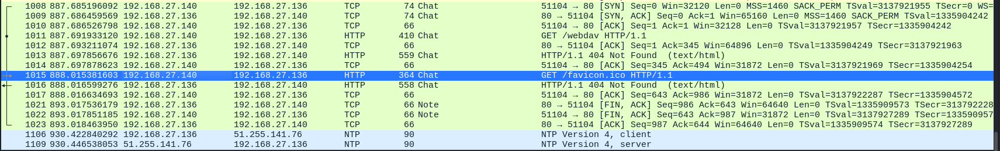 1008 887.685196092 192.168.27.140 192.168.27.136 TCP 74 Chat 51104 → 80 [SYN] Seq=0 Win=32120 Len=0 MSS=1460 SACK_PERM TSval=3137921955 TSecr=0 WS=
1009 887.686459569 192.168.27.136 192.168.27.140 TCP 74 Chat 80 → 51104 [SYN, ACK] Seq=0 Ack=1 Win=65160 Len=0 MSS=1460 SACK_PERM TSval=1335904242
1010 887.686526798 192.168.27.140 192.168.27.136 TCP 66 51104 → 80 [ACK] Seq=1 Ack=1 Win=32128 Len=0 TSval=3137921957 TSecr=1335904242
1011 887.691933120 192.168.27.140 192.168.27.136 HTTP 410 Chat GET /webdav HTTP/1.1
1012 887.693211074 192.168.27.136 192.168.27.140 TCP 66 80 → 51104 [ACK] Seq=1 Ack=345 Win=64896 Len=0 TSval=1335904249 TSecr=3137921963
1013 887.697856676 192.168.27.136 192.168.27.140 HTTP 559 Chat HTTP/1.1 404 Not Found (text/html)
1014 887.697878623 192.168.27.140 192.168.27.136 TCP 66 51104 → 80 [ACK] Seq=345 Ack=494 Win=31872 Len=0 TSval=3137921969 TSecr=1335904254
1015 888.015381603 192.168.27.140 192.168.27.136 HTTP 364 Chat GET /favicon.ico HTTP/1.1
1016 888.016599276 192.168.27.136 192.168.27.140 HTTP 558 Chat HTTP/1.1 404 Not Found (text/html)
1017 888.016634693 192.168.27.140 192.168.27.136 TCP 66 51104 → 80 [ACK] Seq=643 Ack=986 Win=31872 Len=0 TSval=3137922287 TSecr=1335904572
1021 893.017536179 192.168.27.136 192.168.27.140 TCP 66 Note 80 → 51104 [FIN, ACK] Seq=986 Ack=643 Win=64640 Len=0 TSval=1335909573 TSecr=313792228
1022 893.017851185 192.168.27.140 192.168.27.136 TCP 66 Note 51104 → 80 [FIN, ACK] Seq=643 Ack=987 Win=31872 Len=0 TSval=3137927289 TSecr=133590957
1023 893.018463950 192.168.27.136 192.168.27.140 TCP 66 80 → 51104 [ACK] Seq=987 Ack=644 Win=64640 Len=0 TSval=1335909574 TSecr=3137927289
1106 930.422840292 192.168.27.136 51.255.141.76 NTP 90 NTP Version 4, client
1109 930.446538053 51.255.141.76 192.168.27.136 NTP 90 NTP Version 4, server